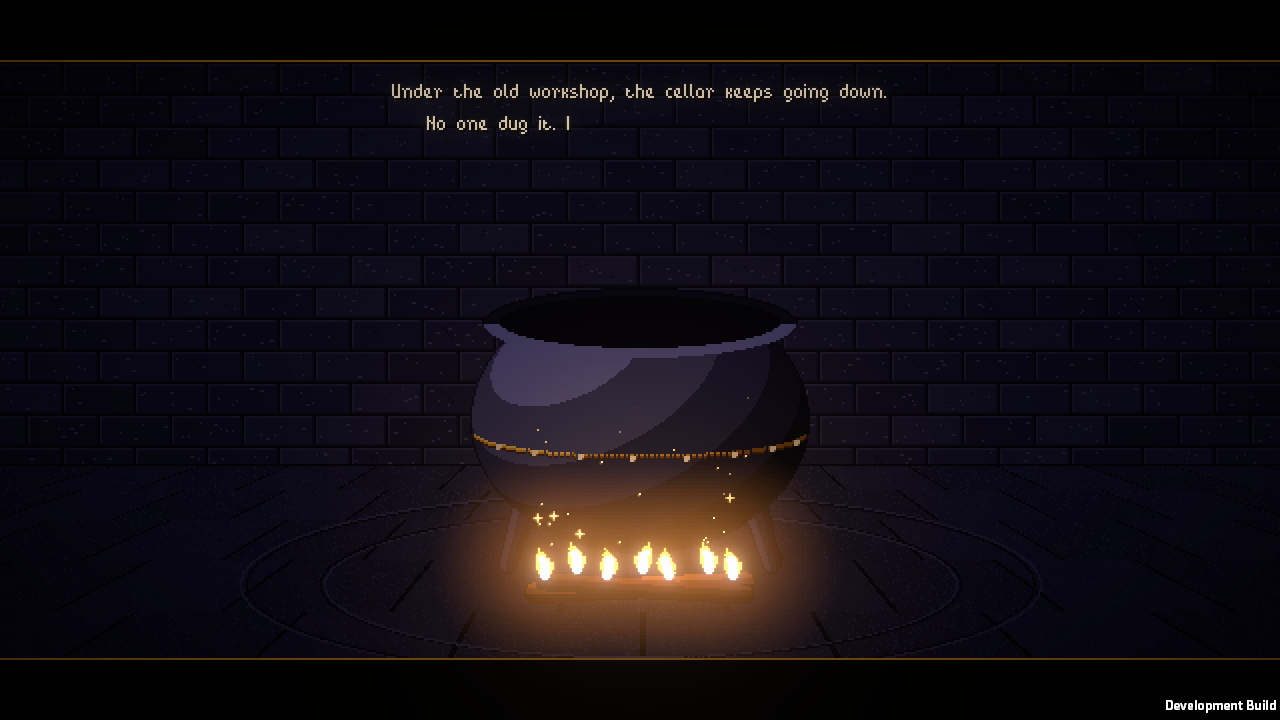 Under the old workshop, the cellar keeps going down.
No one dug it. I
Development Build